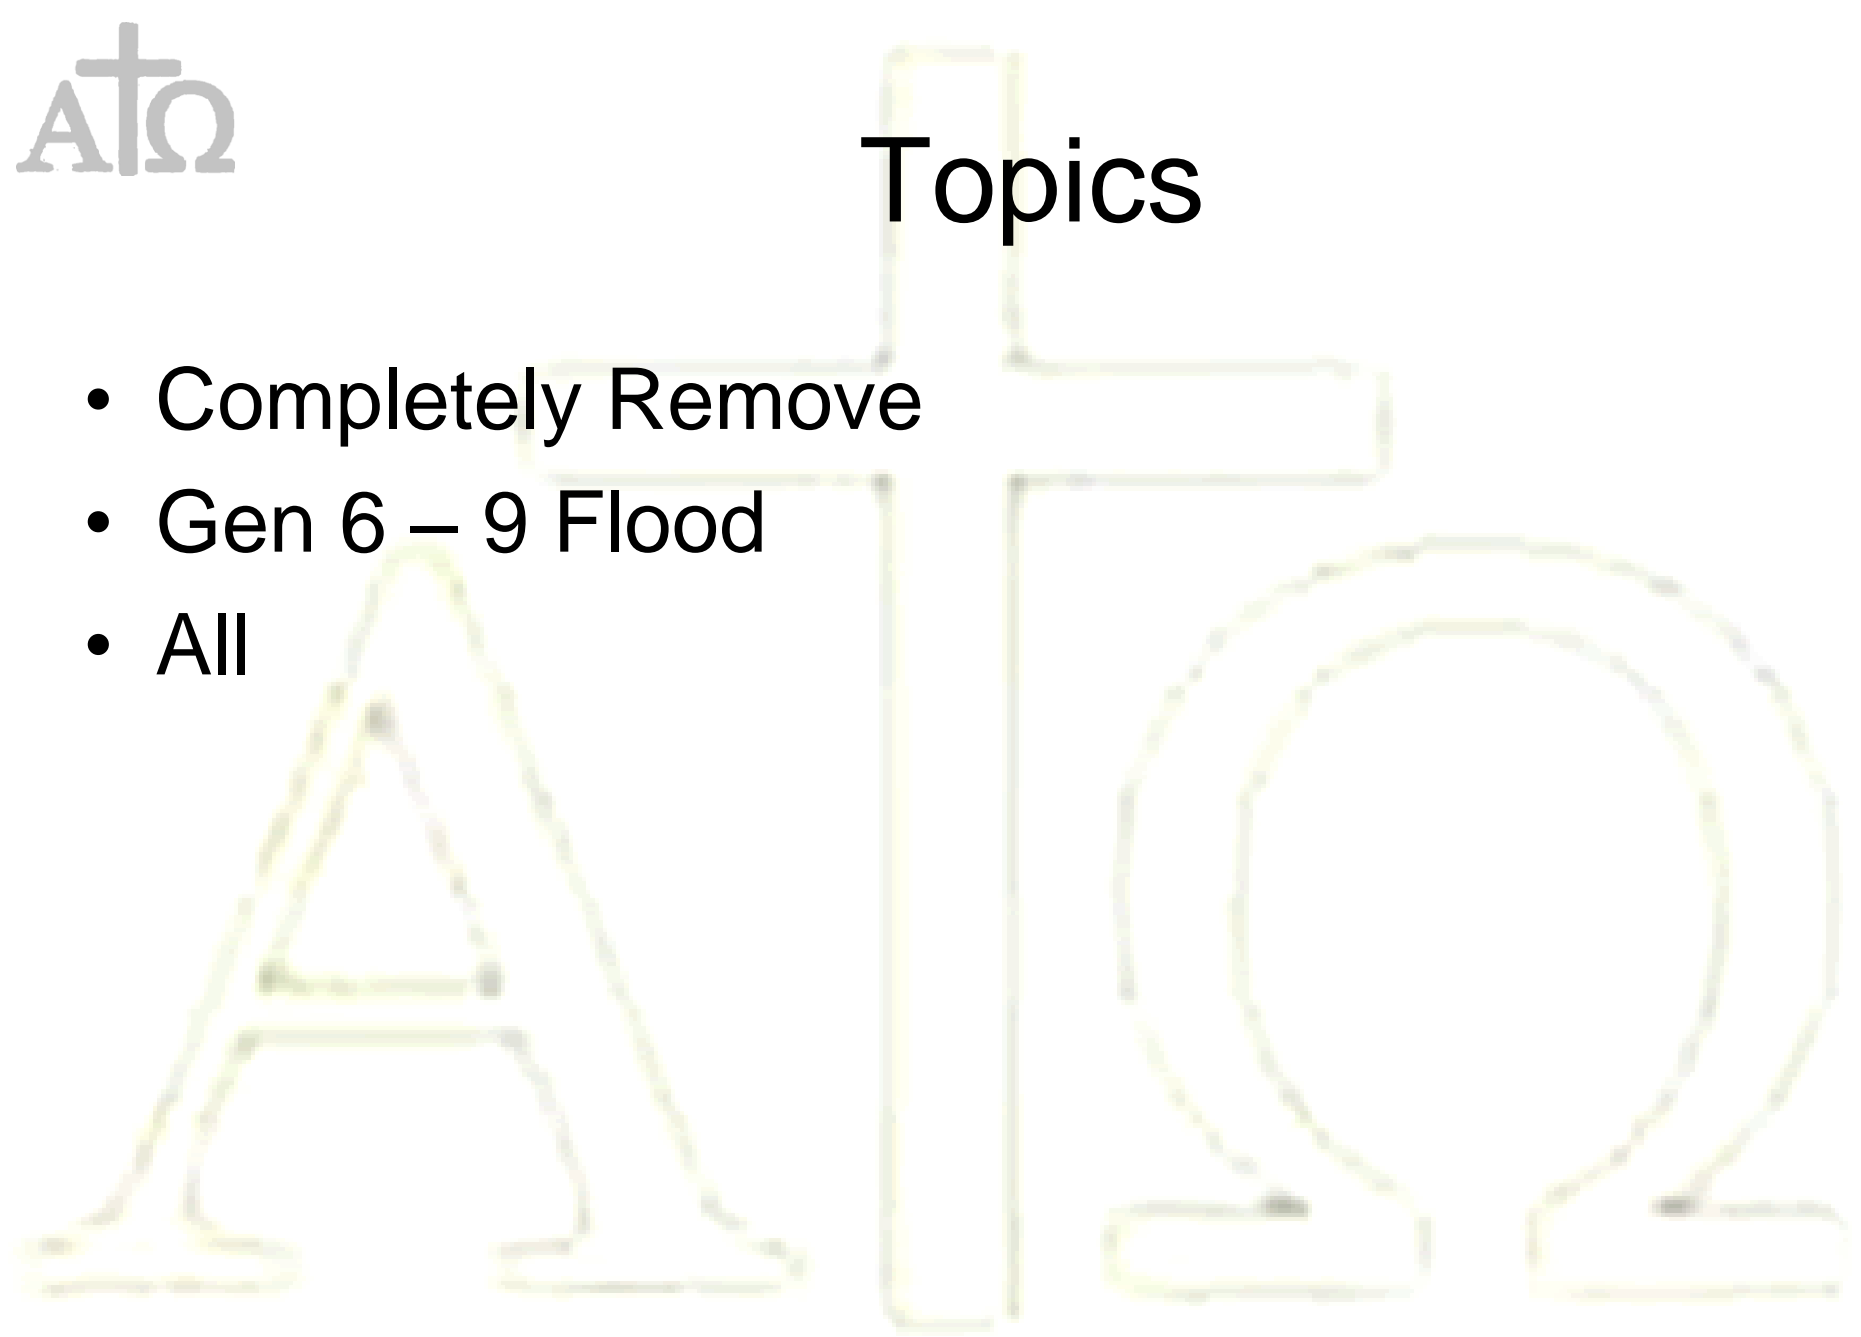 Α†Ω
Topics
• Completely Remove
• Gen 6 – 9 Flood
• All